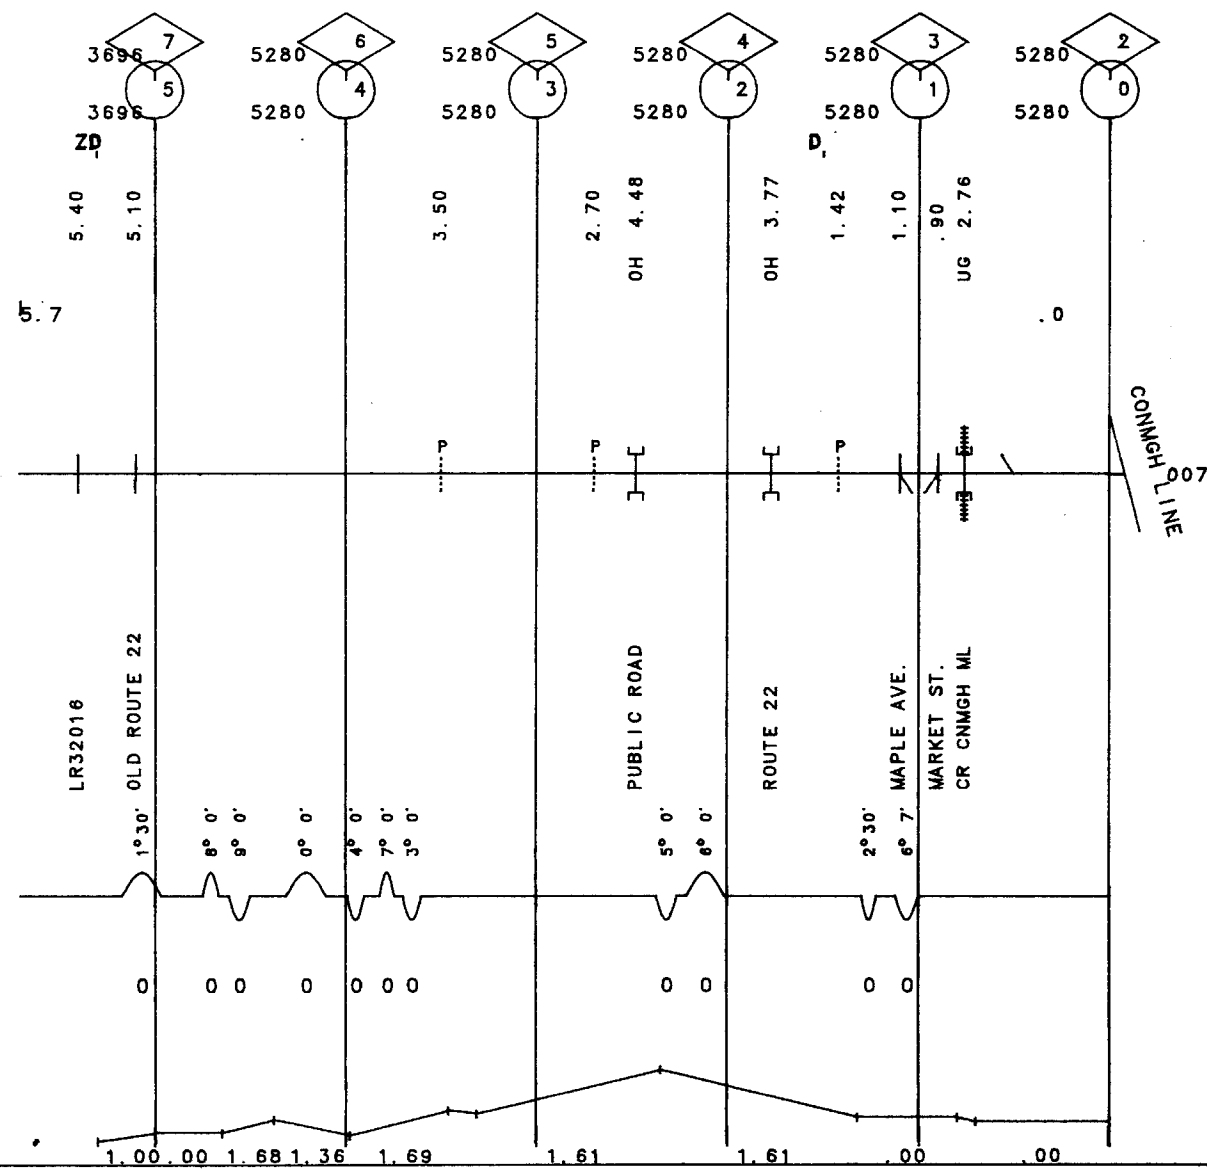 7 6 5 4 3 2
3696 5280 5280 5280 5280 5280
5 4 3 2 1 0
3696 5280 5280 5280 5280 5280
ZD D
5.40
5.10
3.50
2.70
OH 4.48
OH 3.77
1.42
1.10
.90
UG 2.76
5.7 .0
P P P
CONMGH LINE
007
LR32016
OLD ROUTE 22
PUBLIC ROAD
ROUTE 22
MAPLE AVE.
MARKET ST.
CR CNMGH ML
1°30'
8° 0'
9° 0'
0° 0'
4° 0'
7° 0'
3° 0'
5° 0'
6° 0'
2°30'
6° 7'
0 0 0 0 0 0 0 0 0 0 0
1.00 .00 1.68 1.36 1.69 1.61 1.61 .00 .00